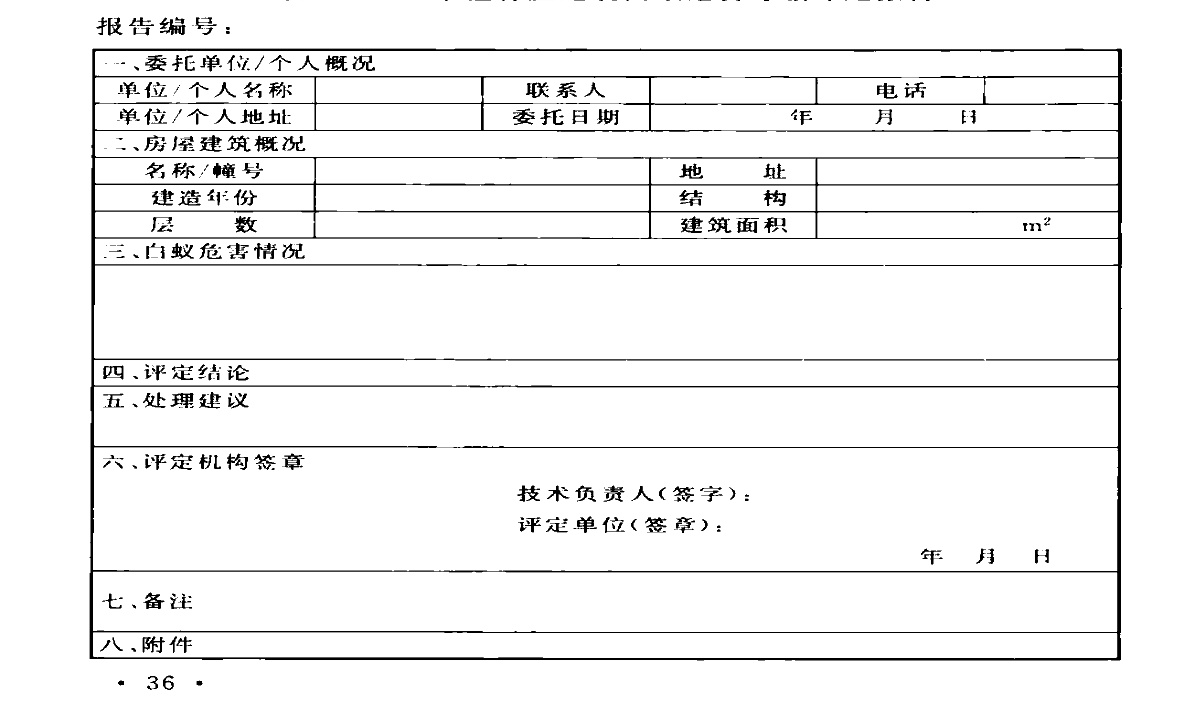 报告编号:
一、委托单位/个人概况
单位/个人名称 联系人 电话
单位/个人地址 委托日期 年 月 日
二、房屋建筑概况
名称/幢号 地 址
建造年份 结 构
层 数 建筑面积 m²
三、白蚁危害情况
四、评定结论
五、处理建议
六、评定机构签章
技术负责人(签字):
评定单位(签章):
年 月 日
七、备注
八、附件
· 36 ·